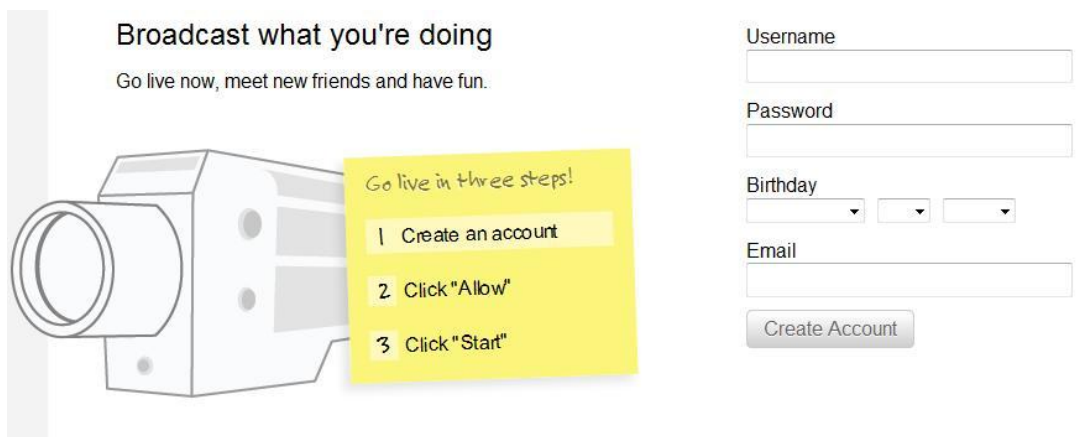 Broadcast what you're doing
Go live now, meet new friends and have fun.
Go live in three steps!
1 Create an account
2 Click "Allow"
3 Click "Start"
Username
Password
Birthday
Email
Create Account